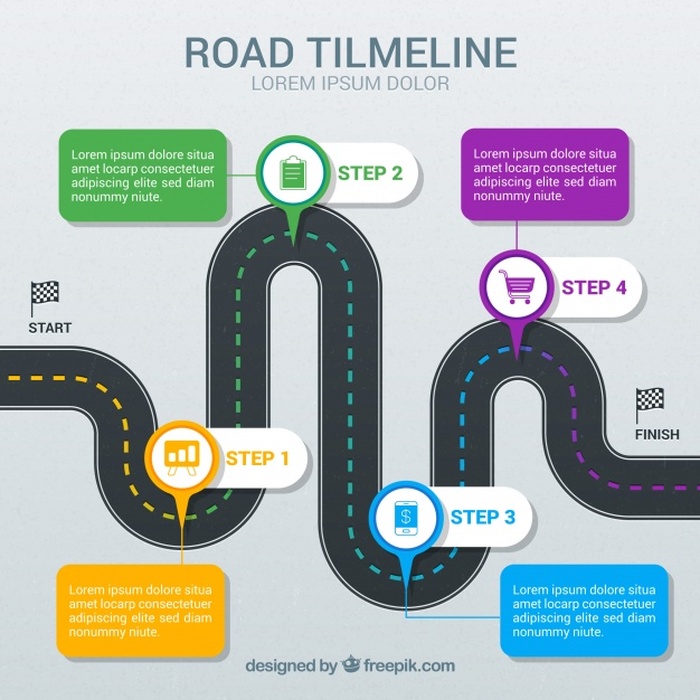 ROAD TILMELINE
LOREM IPSUM DOLOR
Lorem ipsum dolore situa
amet locarp consectetuer
adipiscing elite sed diam
nonummy niute.
STEP 2
Lorem ipsum dolore situa
amet locarp consectetuer
adipiscing elite sed diam
nonummy niute.
STEP 4
START
FINISH
STEP 1
STEP 3
$
Lorem ipsum dolore situa
amet locarp consectetuer
adipiscing elite sed diam
nonummy niute.
Lorem ipsum dolore situa
amet locarp consectetuer
adipiscing elite sed diam
nonummy niute.
designed by freepik.com